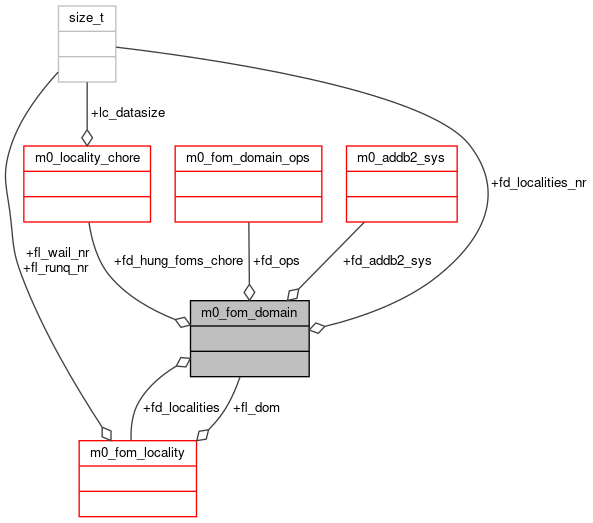 size_t
+lc_datasize
m0_locality_chore
m0_fom_domain_ops
m0_addb2_sys
+fd_localities_nr
+fl_wail_nr
+fl_runq_nr
+fd_hung_foms_chore
+fd_ops
+fd_addb2_sys
m0_fom_domain
+fd_localities
+fl_dom
m0_fom_locality